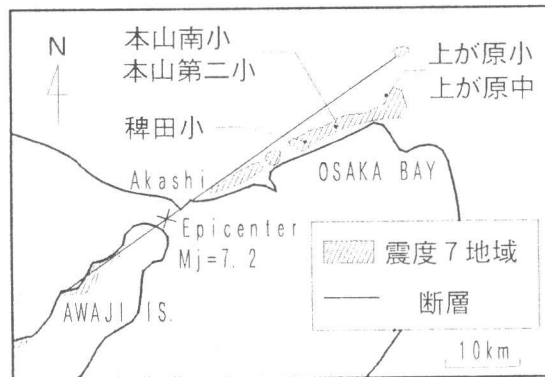 N
本山南小
本山第二小
上が原小
上が原中
稗田小
Akashi
OSAKA BAY
Epicenter
Mj=7.2
AWAJI IS.
震度7地域
断層
10km